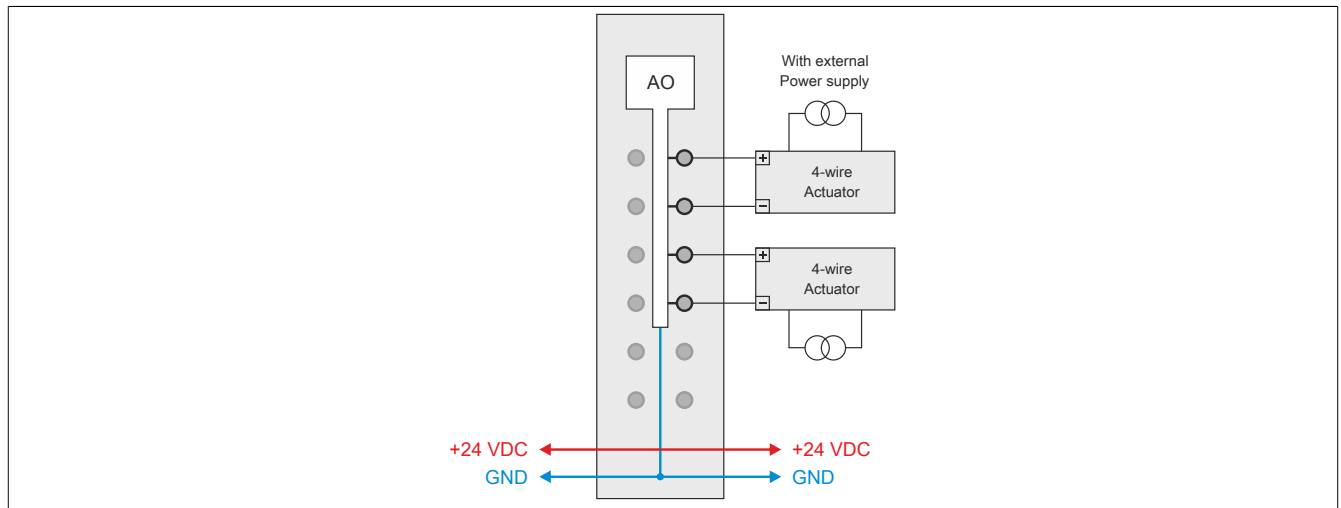 With external
Power supply
AO
+
4-wire
Actuator
−
+
4-wire
Actuator
−
+24 VDC +24 VDC
GND GND